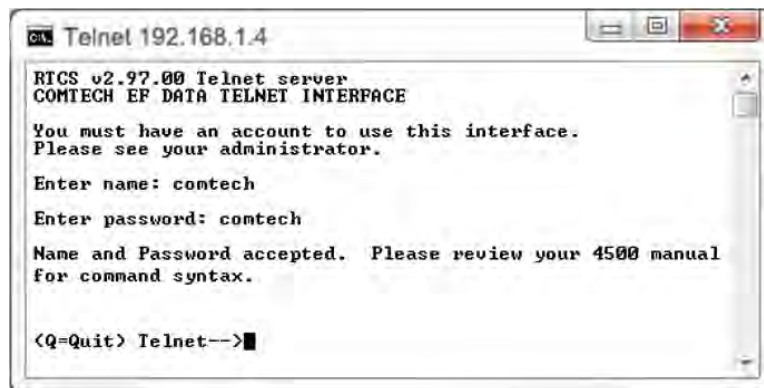 C:\. Telnet 192.168.1.4
RTCS v2.97.00 Telnet server
COMTECH EF DATA TELNET INTERFACE
You must have an account to use this interface.
Please see your administrator.
Enter name: comtech
Enter password: comtech
Name and Password accepted.  Please review your 4500 manual
for command syntax.
(Q=Quit) Telnet-->